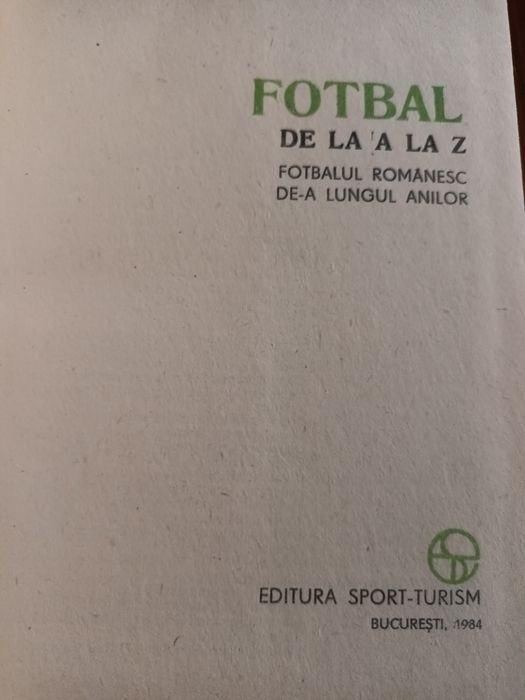 FOTBAL
DE LA A LA Z
FOTBALUL ROMÂNESC
DE-A LUNGUL ANILOR
EDITURA SPORT-TURISM
BUCUREȘTI, 1984